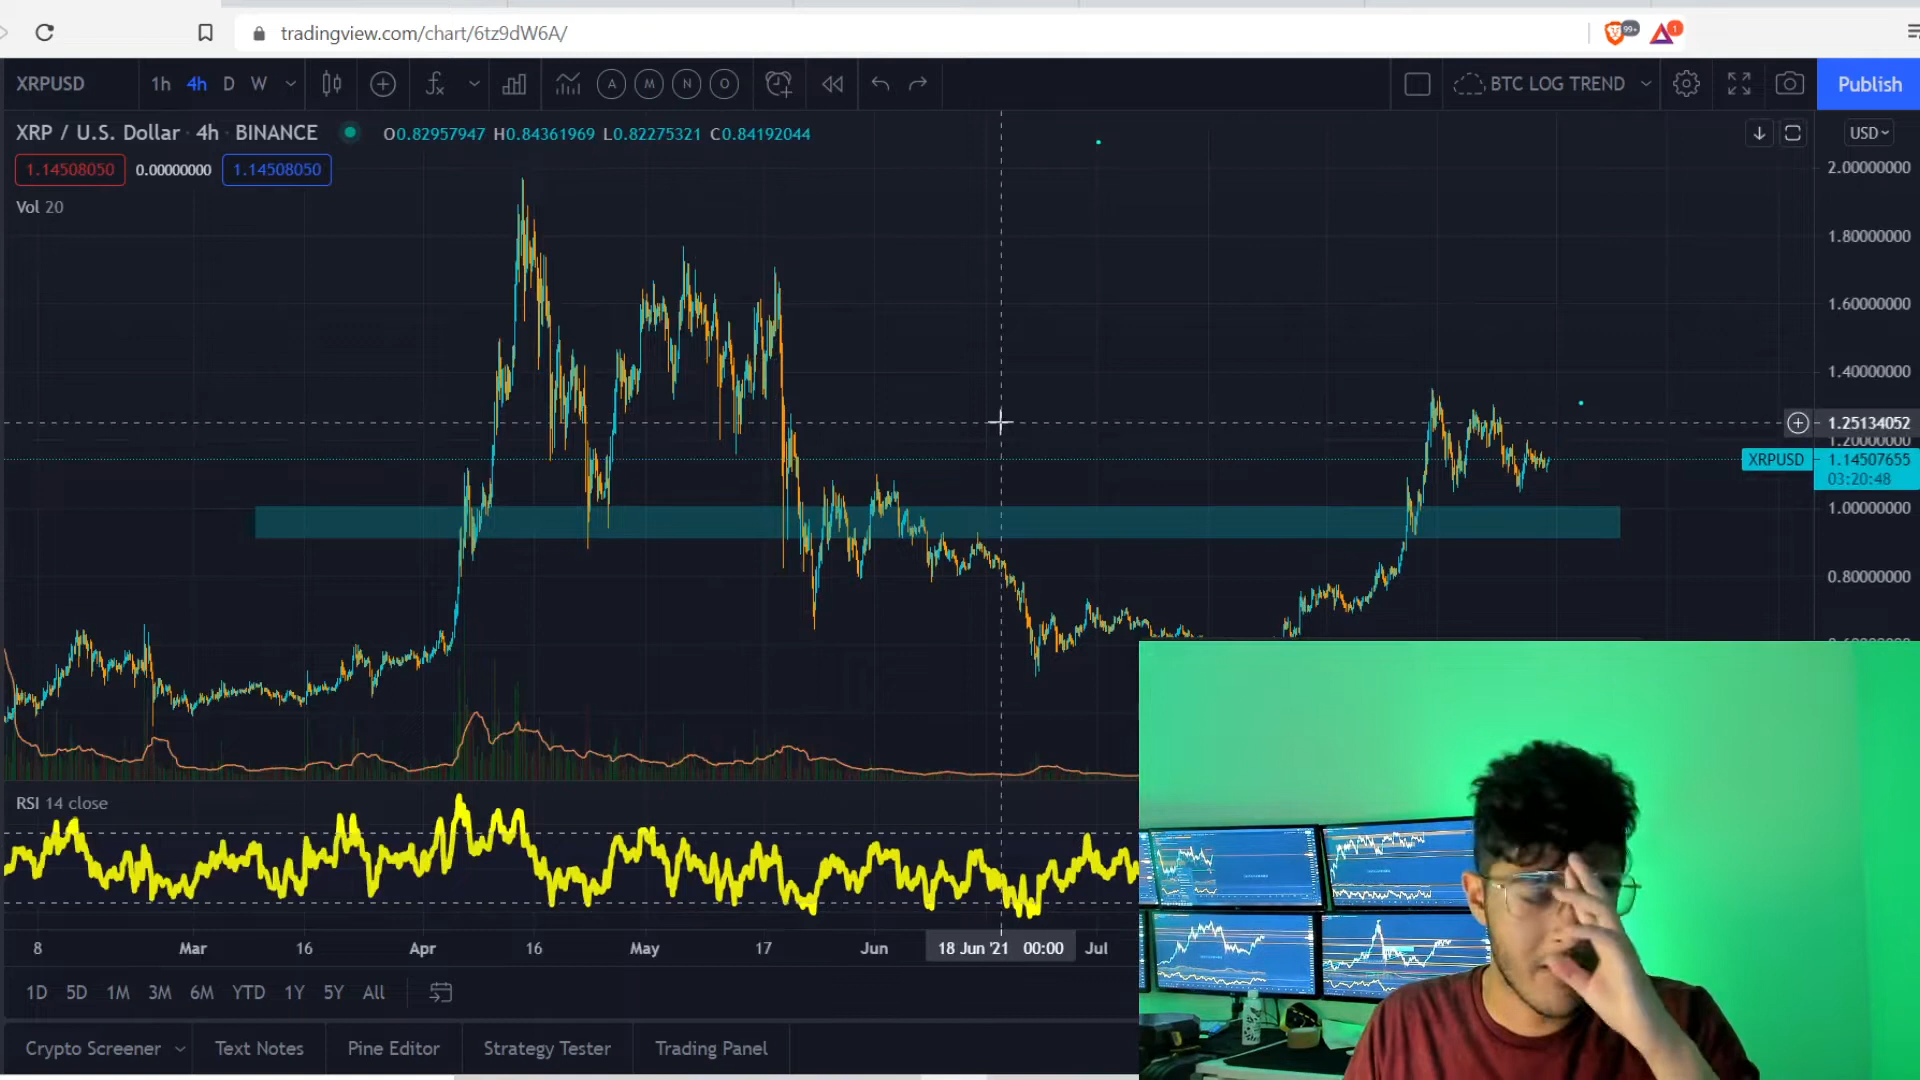 tradingview.com/chart/6tz9dW6A/
99+
1
XRPUSD 1h 4h D W A M N O BTC LOG TREND Publish
XRP / U.S. Dollar · 4h · BINANCE O0.82957947 H0.84361969 L0.82275321 C0.84192044 USD
1.14508050 0.00000000 1.14508050
Vol 20
2.00000000
1.80000000
1.60000000
1.40000000
1.25134052
1.20000000
XRPUSD 1.14507655
03:20:48
1.00000000
0.80000000
RSI 14 close
8 Mar 16 Apr 16 May 17 Jun 18 Jun '21 00:00 Jul
1D 5D 1M 3M 6M YTD 1Y 5Y All
Crypto Screener Text Notes Pine Editor Strategy Tester Trading Panel